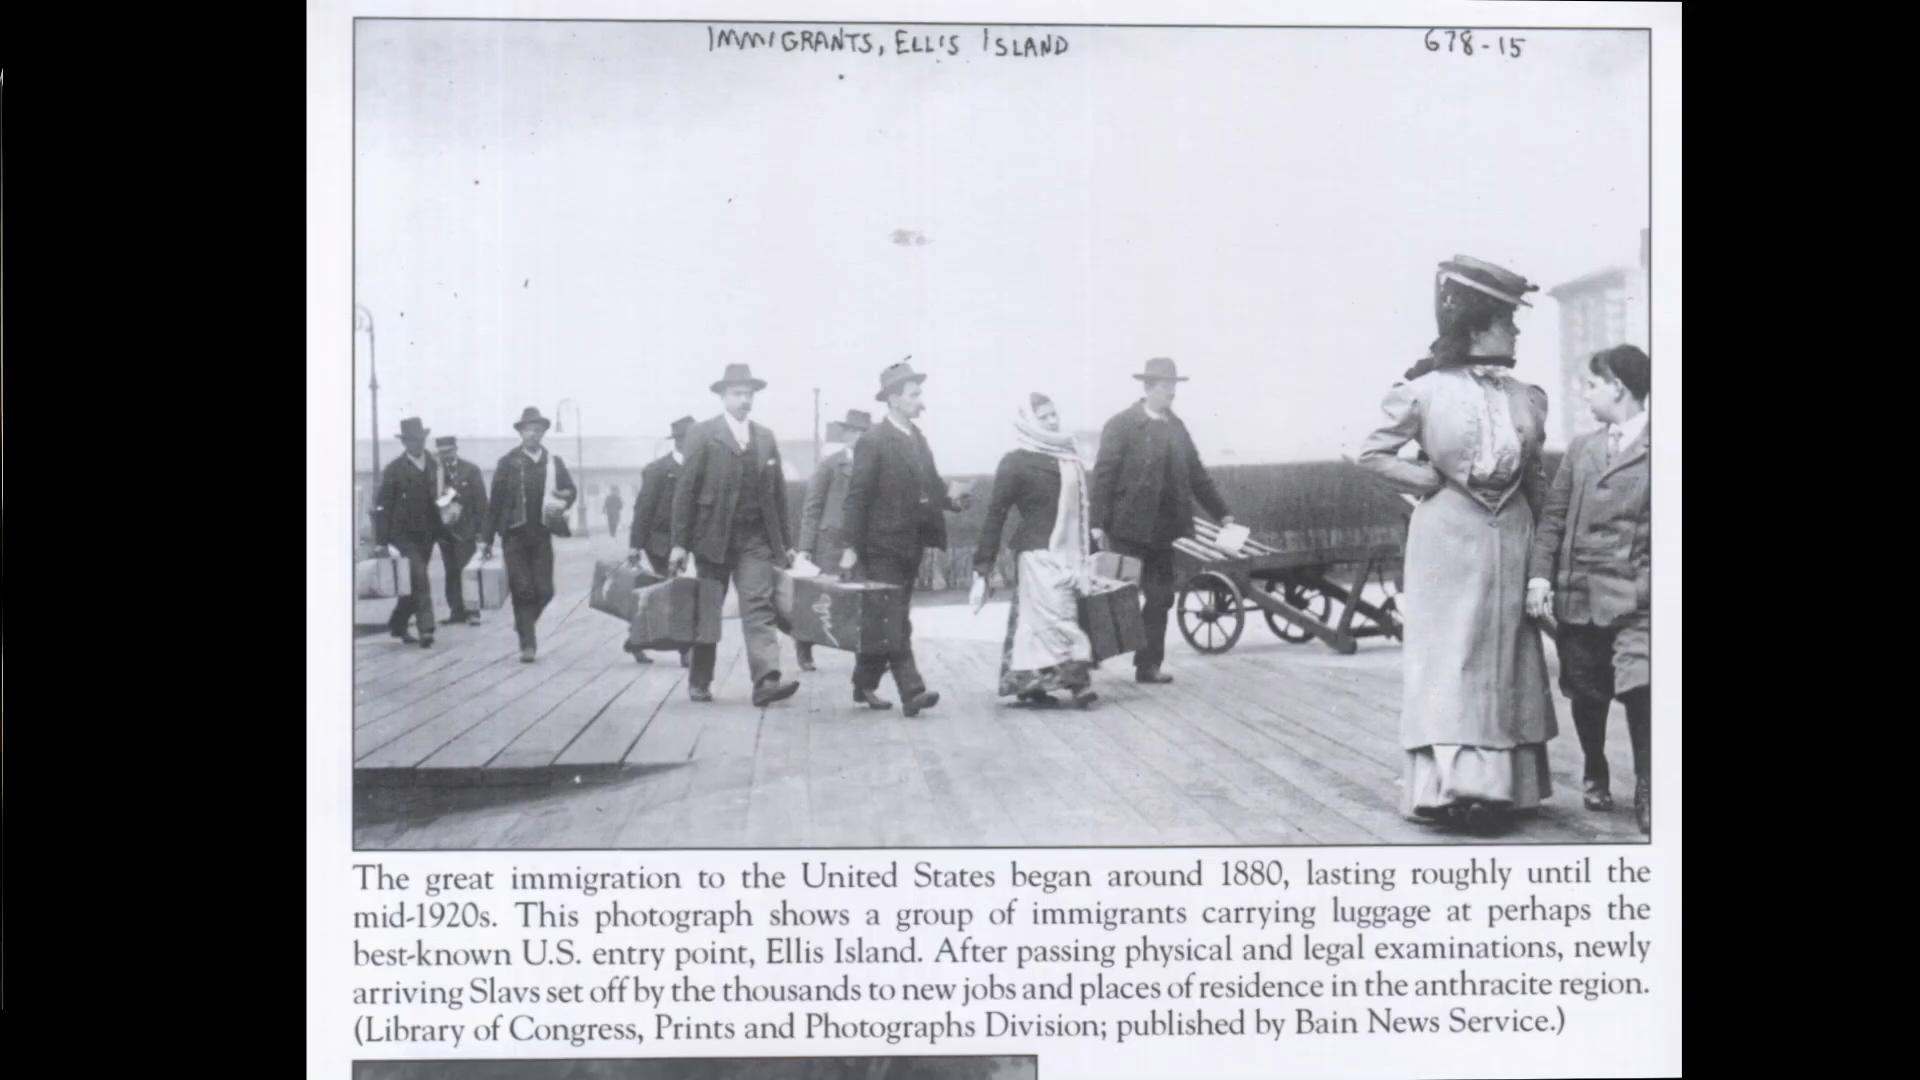 IMMIGRANTS, ELLIS ISLAND 678-15
The great immigration to the United States began around 1880, lasting roughly until the
mid-1920s. This photograph shows a group of immigrants carrying luggage at perhaps the
best-known U.S. entry point, Ellis Island. After passing physical and legal examinations, newly
arriving Slavs set off by the thousands to new jobs and places of residence in the anthracite region.
(Library of Congress, Prints and Photographs Division; published by Bain News Service.)